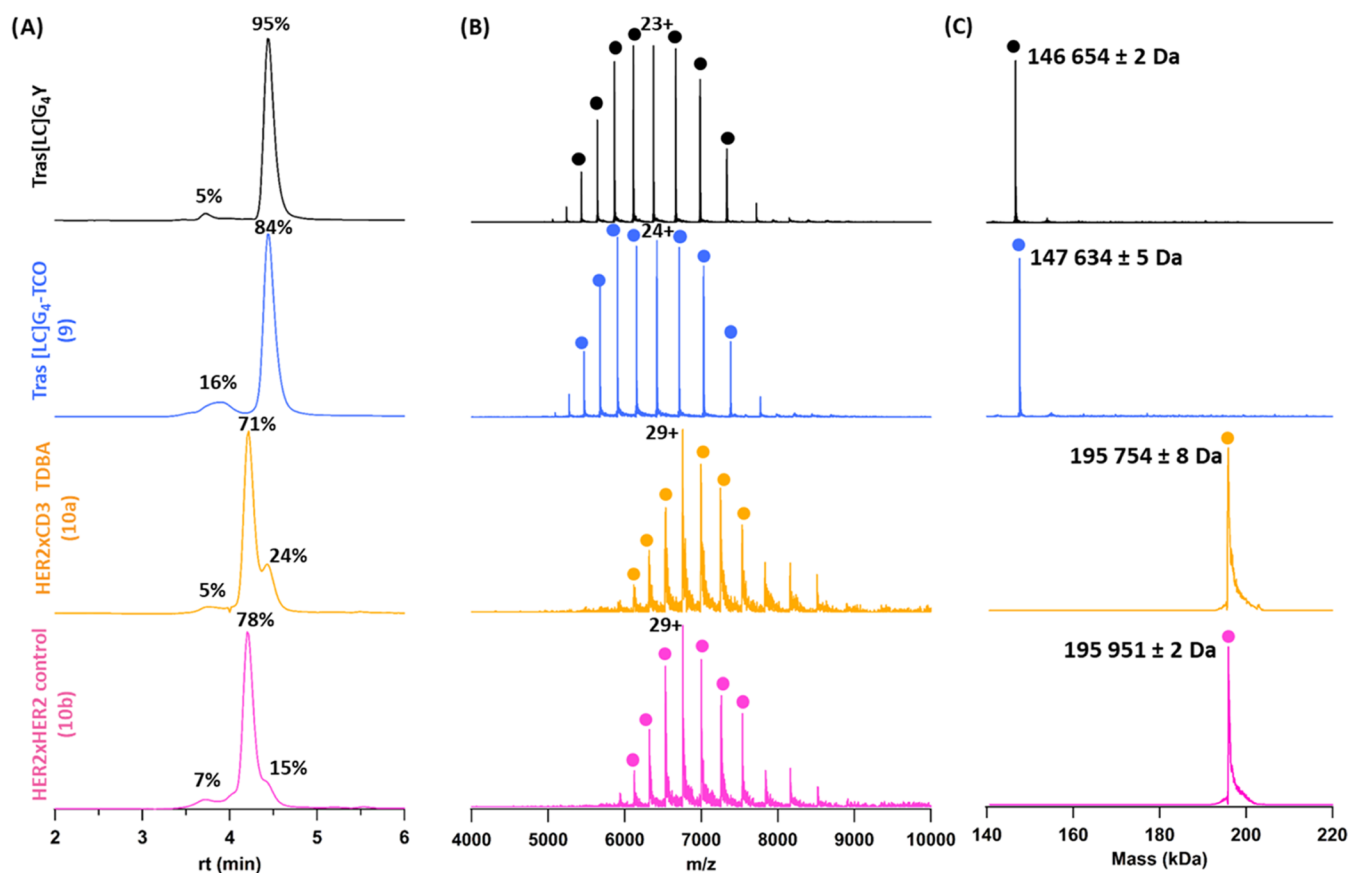 (A)
(B)
(C)
Tras[LC]G₄Y
5%
95%
23+
146 654 ± 2 Da
Tras [LC]G₄-TCO
(9)
16%
84%
24+
147 634 ± 5 Da
HER2xCD3 TDBA
(10a)
5%
71%
24%
29+
195 754 ± 8 Da
HER2xHER2 control
(10b)
7%
78%
15%
29+
195 951 ± 2 Da
2 3 4 5 6
rt (min)
4000 5000 6000 7000 8000 9000 10000
m/z
140 160 180 200 220
Mass (kDa)